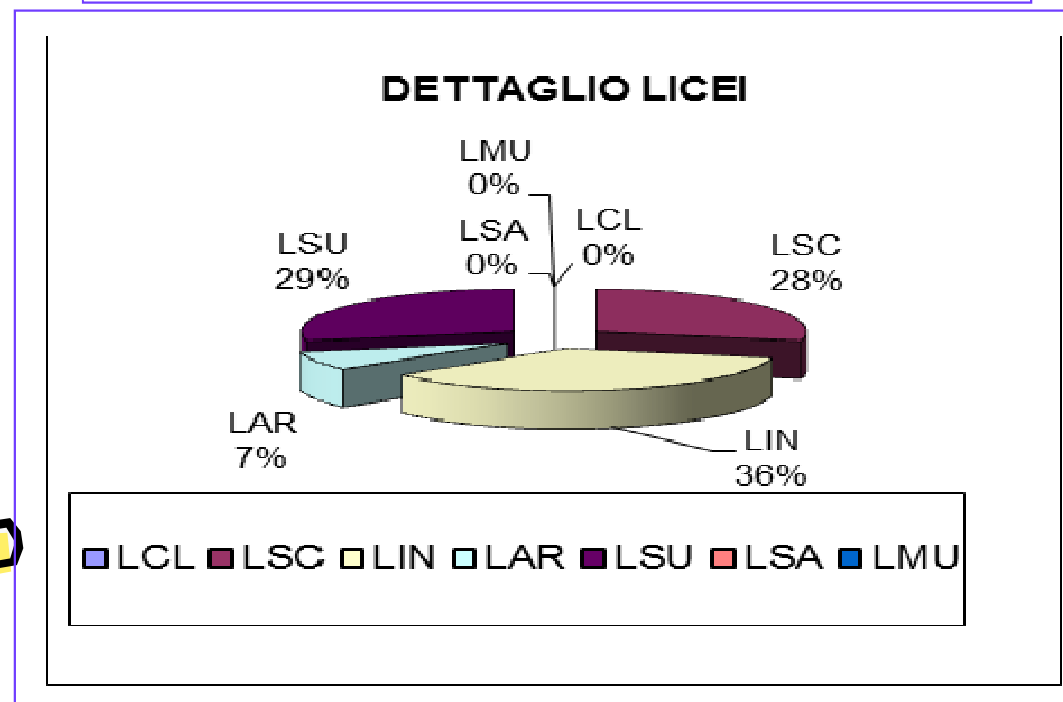 DETTAGLIO LICEI
LMU
0%
LCL
0%
LSA
0%
LSU
29%
LSC
28%
LAR
7%
LIN
36%
LCL LSC LIN LAR LSU LSA LMU